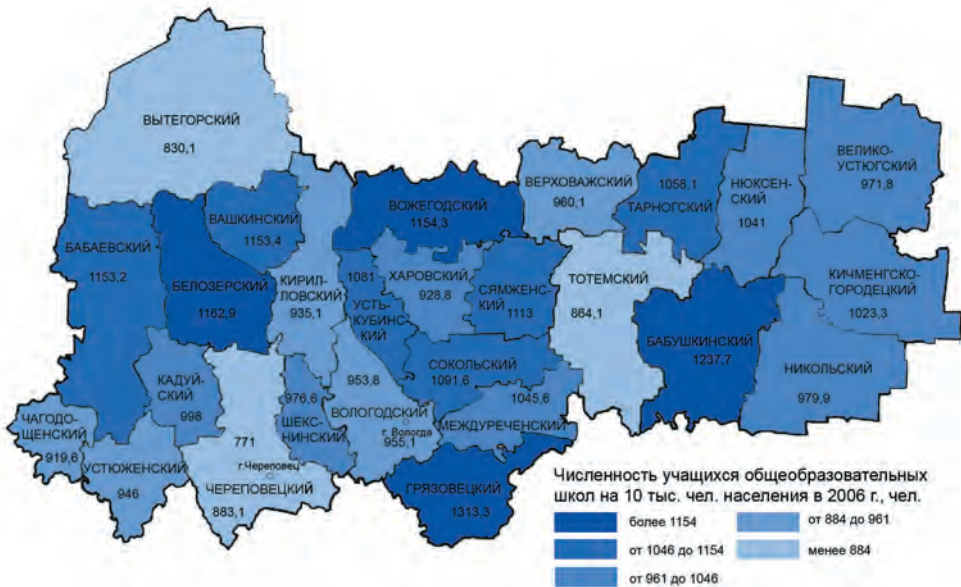 ВЫТЕГОРСКИЙ
830,1
ВЕЛИКО-
УСТЮГСКИЙ
971,8
ВЕРХОВАЖСКИЙ
960,1
1058,1
ТАРНОГСКИЙ
НЮКСЕН-
СКИЙ
1041
ВОЖЕГОДСКИЙ
1154,3
ВАШКИНСКИЙ
1153,4
БАБАЕВСКИЙ
1153,2
БЕЛОЗЕРСКИЙ
1162,9
КИРИЛ-
ЛОВСКИЙ
935,1
1081
УСТЬ-
КУБИН-
СКИЙ
ХАРОВСКИЙ
928,8
СЯМЖЕН-
СКИЙ
1113
ТОТЕМСКИЙ
864,1
КИЧМЕНГСКО-
ГОРОДЕЦКИЙ
1023,3
БАБУШКИНСКИЙ
1237,7
НИКОЛЬСКИЙ
979,9
СОКОЛЬСКИЙ
1091,6
КАДУЙ-
СКИЙ
998
976,6
ШЕКС-
НИНСКИЙ
953,8
ВОЛОГОДСКИЙ
г. Вологда
955,1
1045,6
МЕЖДУРЕЧЕНСКИЙ
ЧАГОДО-
ЩЕНСКИЙ
919,6
УСТЮЖЕНСКИЙ
946
771
г.Череповец
ЧЕРЕПОВЕЦКИЙ
883,1
ГРЯЗОВЕЦКИЙ
1313,3
Численность учащихся общеобразовательных
школ на 10 тыс. чел. населения в 2006 г., чел.
более 1154
от 1046 до 1154
от 961 до 1046
от 884 до 961
менее 884